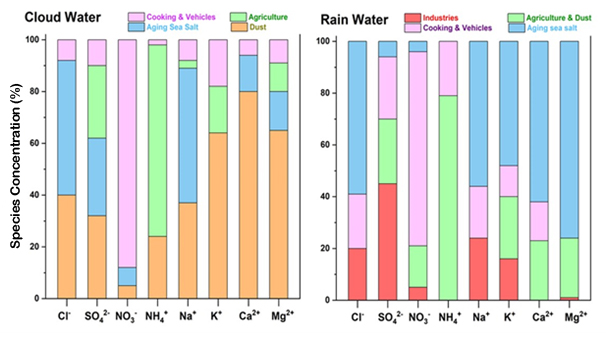 Cloud Water
Cooking & Vehicles Agriculture
Aging Sea Salt Dust
Species Concentration (%)
100
80
60
40
20
0
Cl⁻ SO₄²⁻ NO₃⁻ NH₄⁺ Na⁺ K⁺ Ca²⁺ Mg²⁺
Rain Water
Industries Agriculture & Dust
Cooking & Vehicles Aging sea salt
100
80
60
40
20
0
Cl⁻ SO₄²⁻ NO₃⁻ NH₄⁺ Na⁺ K⁺ Ca²⁺ Mg²⁺